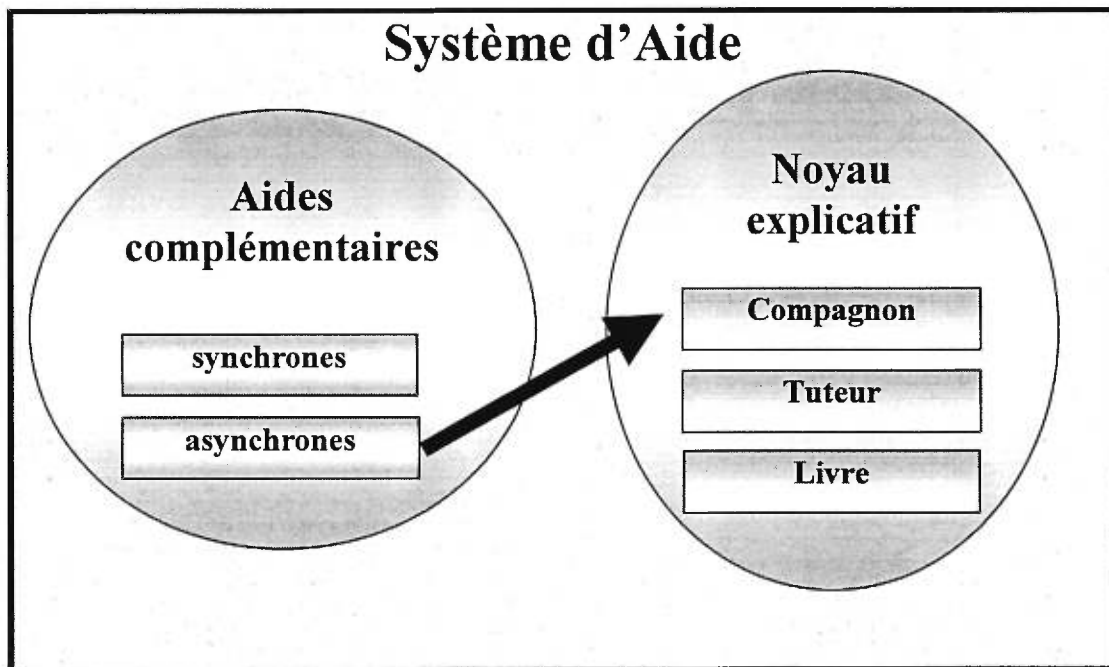 Système d'Aide
Aides
complémentaires
synchrones
asynchrones
Noyau
explicatif
Compagnon
Tuteur
Livre